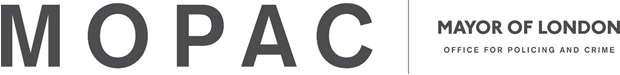 MOPAC
MAYOR OF LONDON
OFFICE FOR POLICING AND CRIME